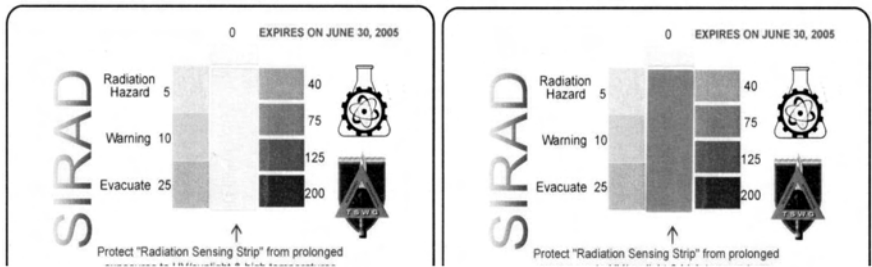 0 EXPIRES ON JUNE 30, 2005
SIRAD
Radiation
Hazard 5
40
75
Warning 10
125
Evacuate 25
200
TSWG
Protect "Radiation Sensing Strip" from prolonged
0 EXPIRES ON JUNE 30, 2005
SIRAD
Radiation
Hazard 5
40
75
Warning 10
125
Evacuate 25
200
TSWG
Protect "Radiation Sensing Strip" from prolonged